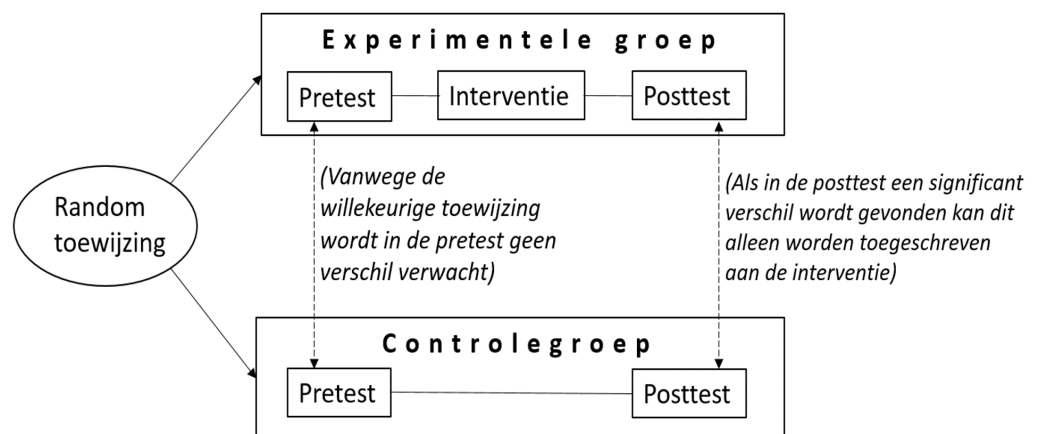 Experimentele groep
Pretest
Interventie
Posttest
Random
toewijzing
(Vanwege de
willekeurige toewijzing
wordt in de pretest geen
verschil verwacht)
(Als in de posttest een significant
verschil wordt gevonden kan dit
alleen worden toegeschreven
aan de interventie)
Controlegroep
Pretest
Posttest